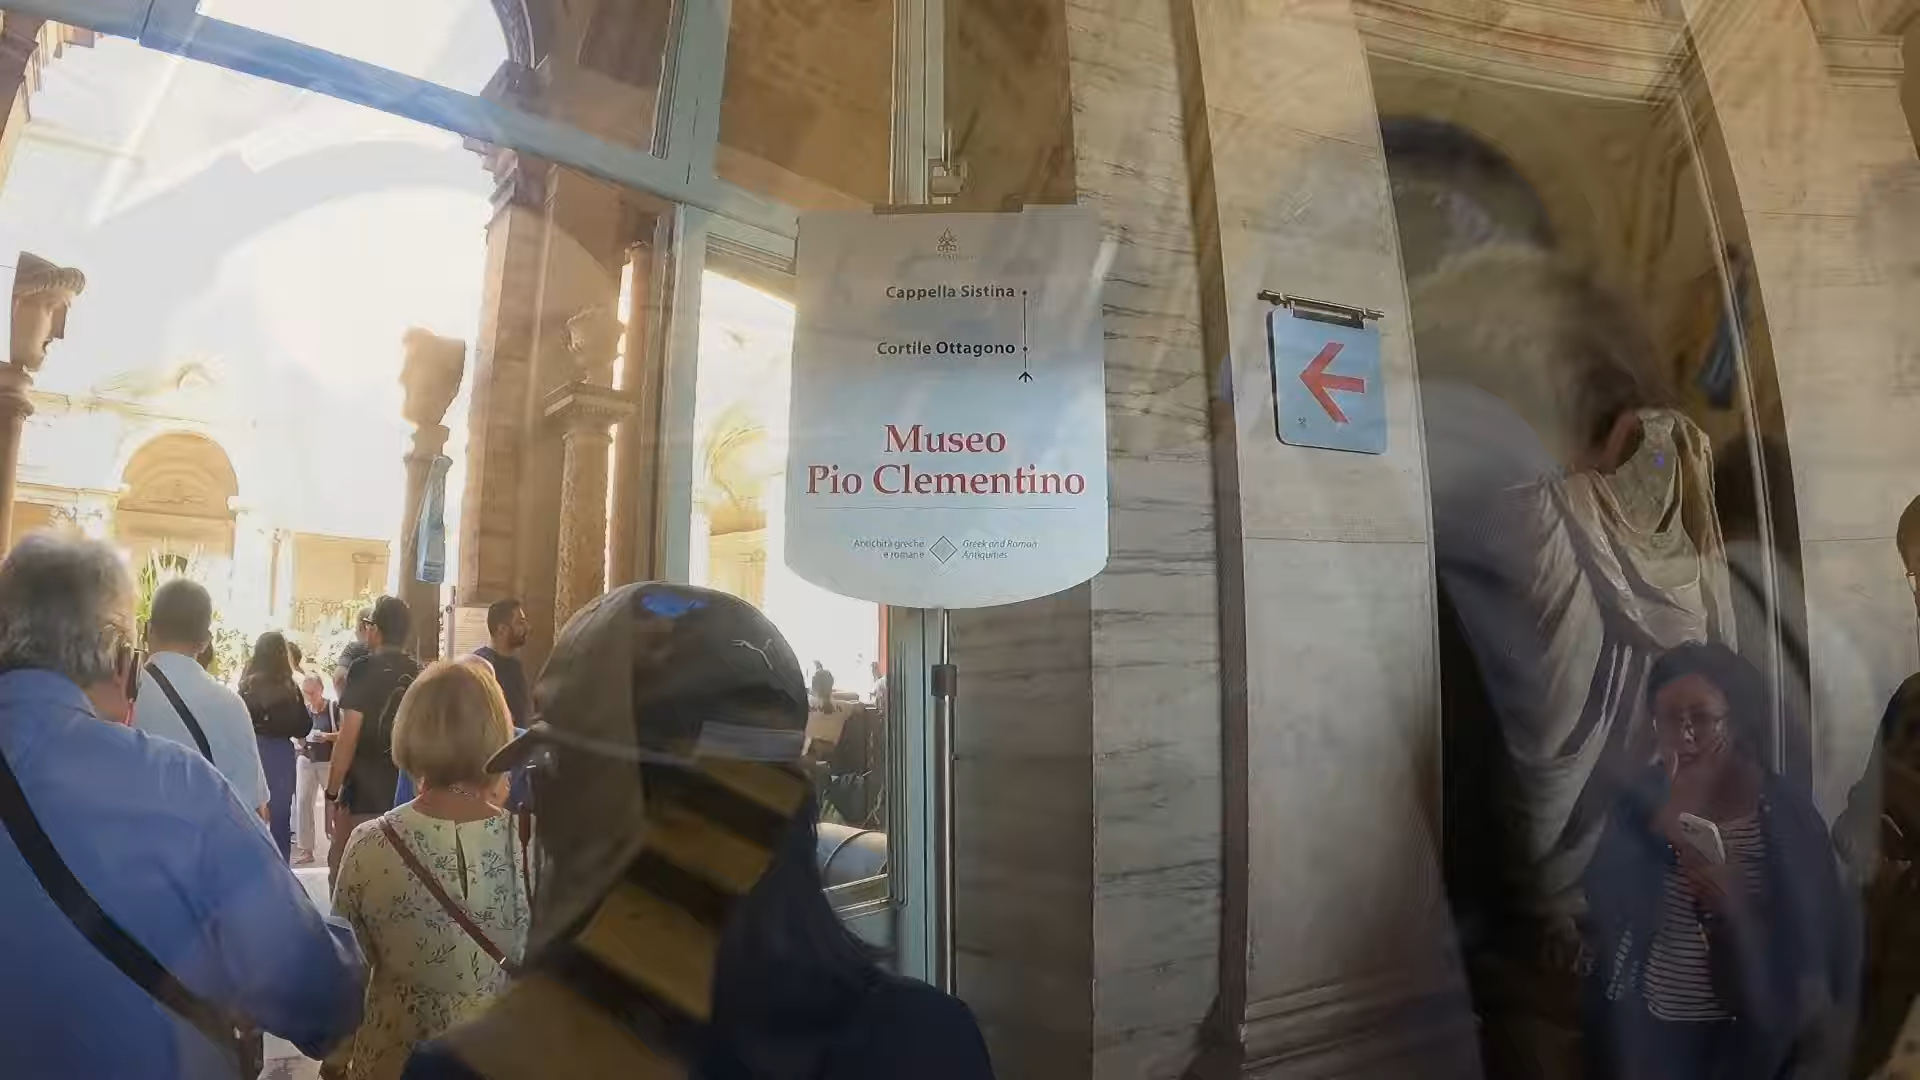 Cappella Sistina
Cortile Ottagono
Museo
Pio Clementino
Antichità greche
e romane
Greek and Roman
Antiquities